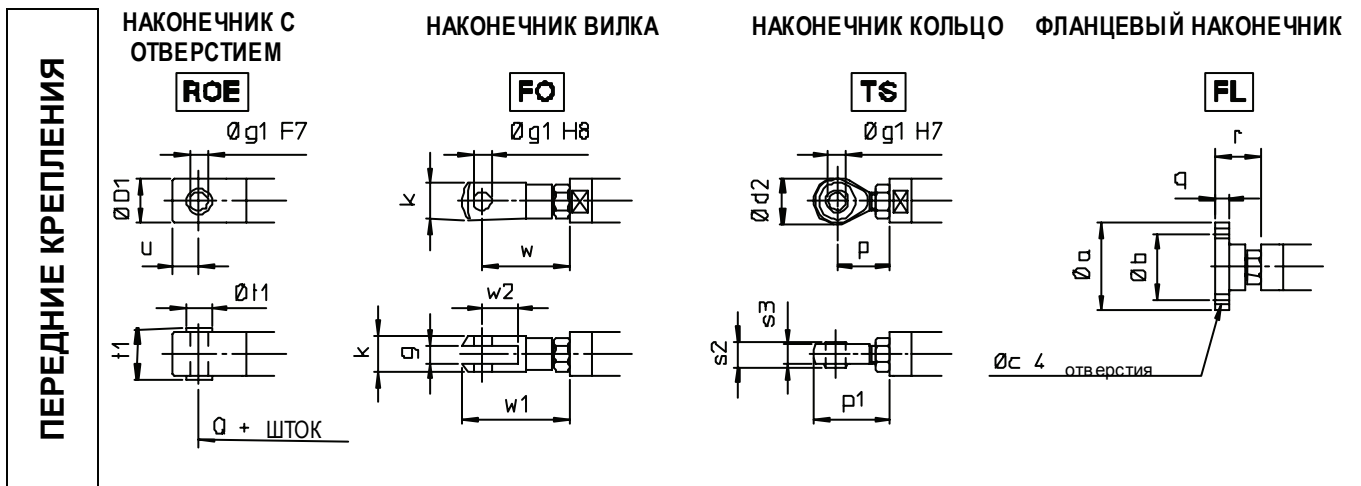 ПЕРЕДНИЕ КРЕПЛЕНИЯ
НАКОНЕЧНИК С
ОТВЕРСТИЕМ
ROE
Øg1 F7
ØD1
u
Øt1
t1
Q + ШТОК
НАКОНЕЧНИК ВИЛКА
FO
Øg1 H8
k
w
w2
k
g
w1
НАКОНЕЧНИК КОЛЬЦО
TS
Øg1 H7
Ød2
p
s3
s2
p1
ФЛАНЦЕВЫЙ НАКОНЕЧНИК
FL
r
q
Øa
Øb
Øc 4 отверстия